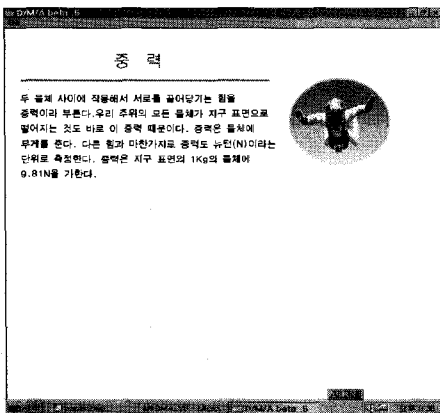 D/M/A beta .5
중 력
두 물체 사이에 작용해서 서로를 끌어당기는 힘을
중력이라 부른다.우리 주위의 모든 물체가 지구 표면으로
떨어지는 것도 바로 이 중력 때문이다. 중력은 물체에
무게를 준다. 다른 힘과 마찬가지로 중력도 뉴턴(N)이라는
단위로 측정한다. 중력은 지구 표면의 1Kg의 물체에
9.81N을 가한다.
D/M/A beta .5